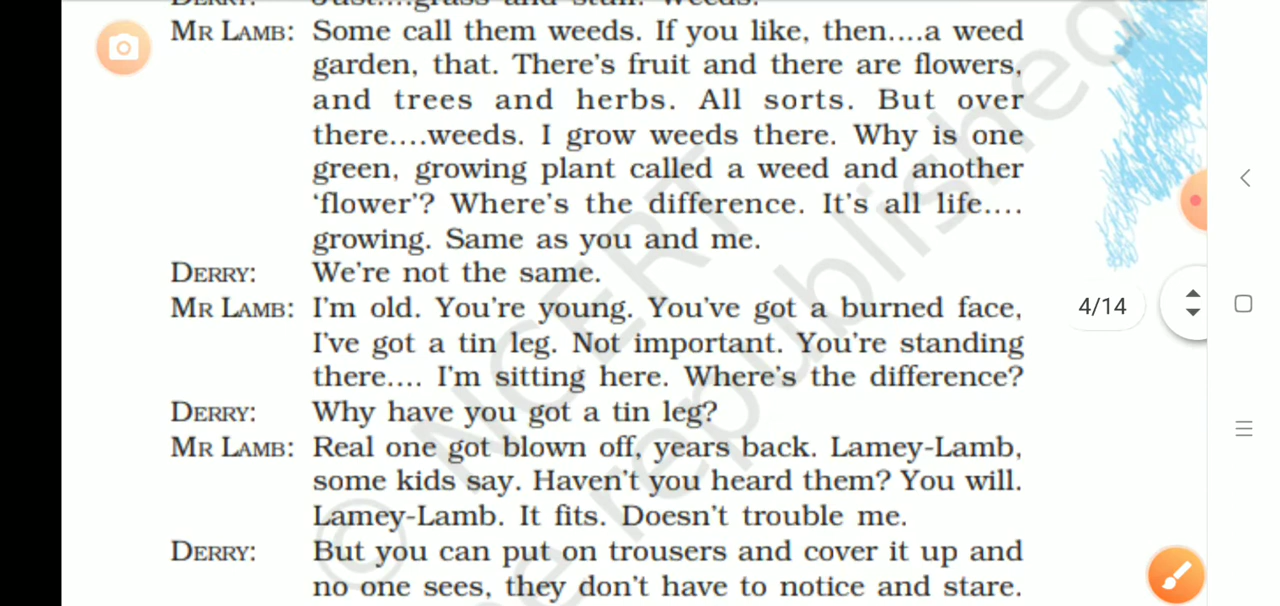 DERRY: Just....grass and stuff. Weeds.
MR LAMB: Some call them weeds. If you like, then....a weed
garden, that. There's fruit and there are flowers,
and trees and herbs. All sorts. But over
there....weeds. I grow weeds there. Why is one
green, growing plant called a weed and another
‘flower’? Where's the difference. It's all life....
growing. Same as you and me.
DERRY: We're not the same.
MR LAMB: I'm old. You're young. You've got a burned face,
I've got a tin leg. Not important. You're standing
there.... I'm sitting here. Where's the difference?
DERRY: Why have you got a tin leg?
MR LAMB: Real one got blown off, years back. Lamey-Lamb,
some kids say. Haven't you heard them? You will.
Lamey-Lamb. It fits. Doesn't trouble me.
DERRY: But you can put on trousers and cover it up and
no one sees, they don't have to notice and stare.
4/14
© NCERT
republished